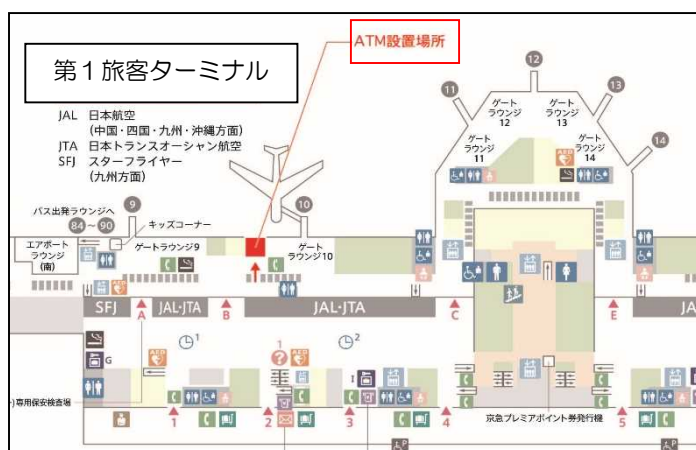 ATM設置場所
第１旅客ターミナル
JAL 日本航空
(中国・四国・九州・沖縄方面)
JTA 日本トランスオーシャン航空
SFJ スターフライヤー
(九州方面)
12
11
13
ゲート
ラウンジ
12
ゲート
ラウンジ
13
ゲート
ラウンジ
11
ゲート
ラウンジ
14
14
AED
バス出発ラウンジへ
84〜90
9
10
キッズコーナー
エアポート
ラウンジ
(南)
ゲートラウンジ9
ゲート
ラウンジ10
AED
SFJ
A
JAL・JTA
B
JAL・JTA
C
E
JA
1
2
1
?
AED
AED
G
I
専用保安検査場
1
2
3
4
5
京急プレミアポイント券発行機
P
P